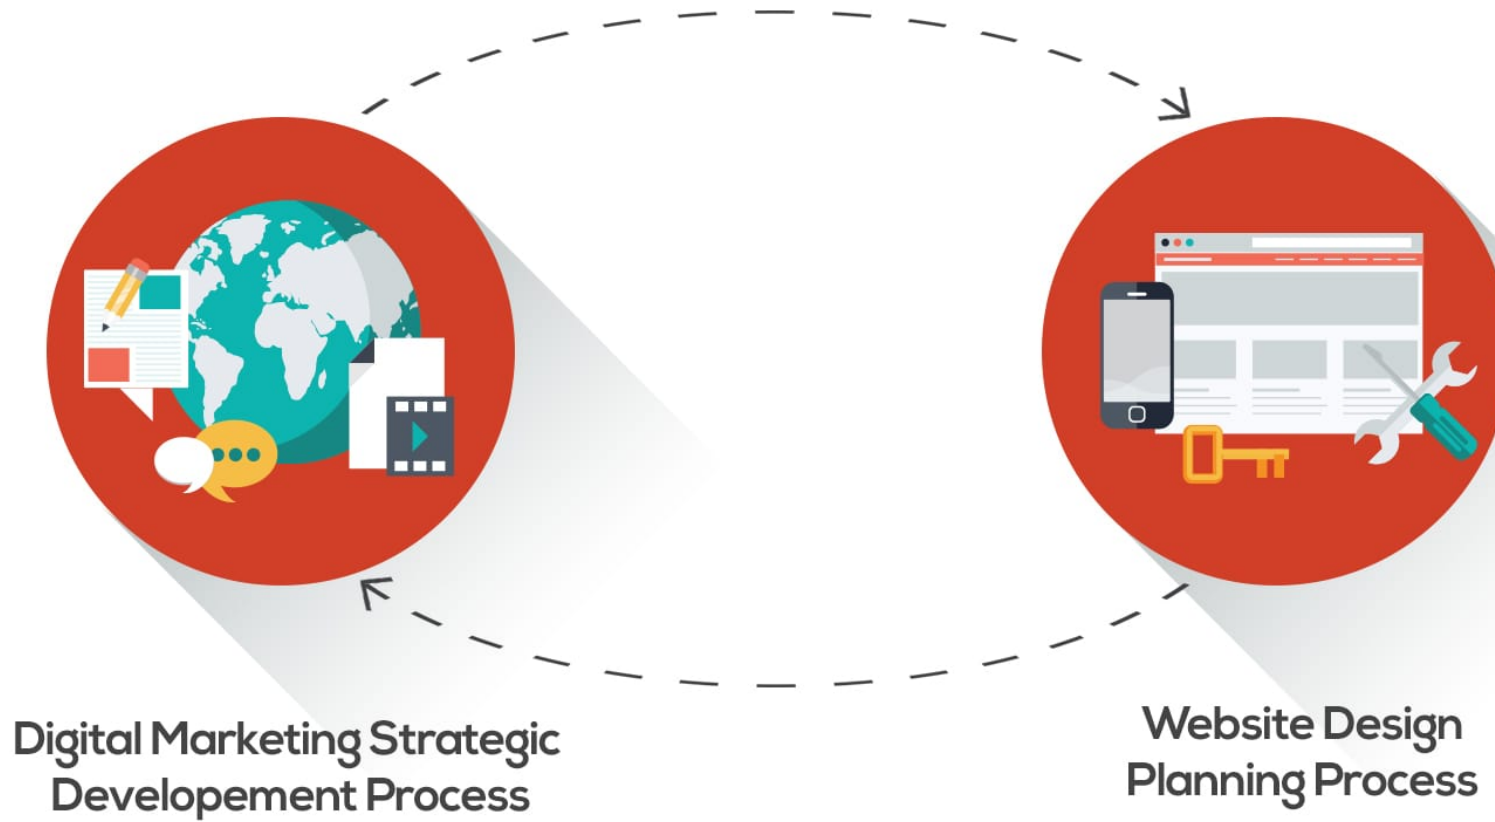 Digital Marketing Strategic
Developement Process
Website Design
Planning Process